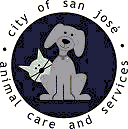 city of san josé
animal care and services